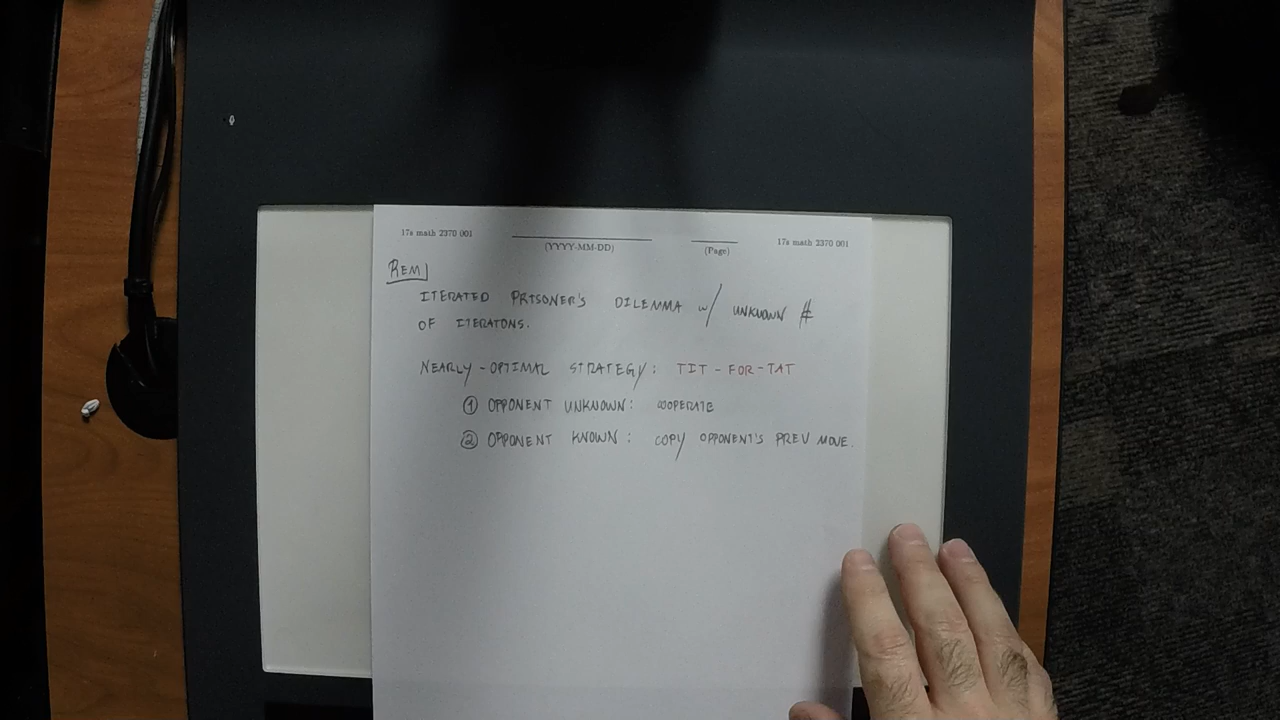 17s math 2370 001 (YYYY-MM-DD) (Page) 17s math 2370 001
REM
ITERATED PRISONER'S DILEMMA w/ UNKNOWN #
OF ITERATONS.
NEARLY-OPTIMAL STRATEGY: TIT-FOR-TAT
① OPPONENT UNKNOWN: COOPERATE
② OPPONENT KNOWN: COPY OPPONENT'S PREV MOVE.